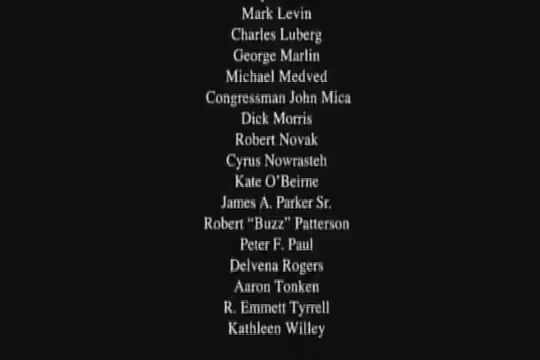 Mark Levin
Charles Luberg
George Marlin
Michael Medved
Congressman John Mica
Dick Morris
Robert Novak
Cyrus Nowrasteh
Kate O'Beirne
James A. Parker Sr.
Robert “Buzz” Patterson
Peter F. Paul
Delvena Rogers
Aaron Tonken
R. Emmett Tyrrell
Kathleen Willey